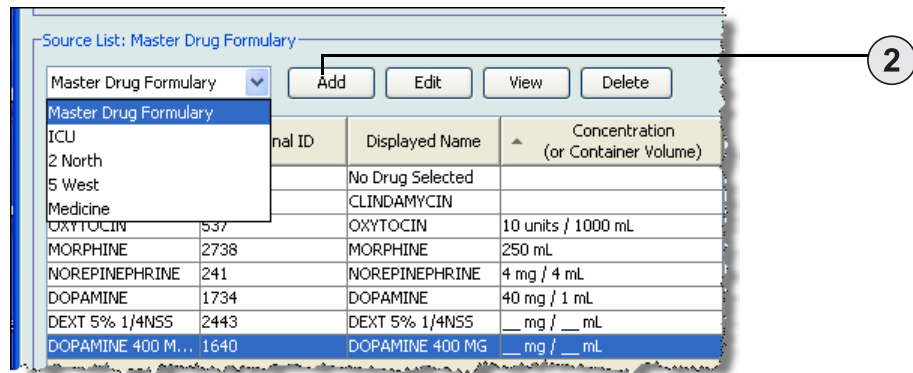 Source List: Master Drug Formulary
Master Drug Formulary Add Edit View Delete 2
Master Drug Formulary
ICU
2 North
5 West
Medicine
nal ID Displayed Name Concentration
(or Container Volume)
No Drug Selected
CLINDAMYCIN
OXYTOCIN 537 OXYTOCIN 10 units / 1000 mL
MORPHINE 2738 MORPHINE 250 mL
NOREPINEPHRINE 241 NOREPINEPHRINE 4 mg / 4 mL
DOPAMINE 1734 DOPAMINE 40 mg / 1 mL
DEXT 5% 1/4NSS 2443 DEXT 5% 1/4NSS __ mg / __ mL
DOPAMINE 400 M... 1640 DOPAMINE 400 MG __ mg / __ mL